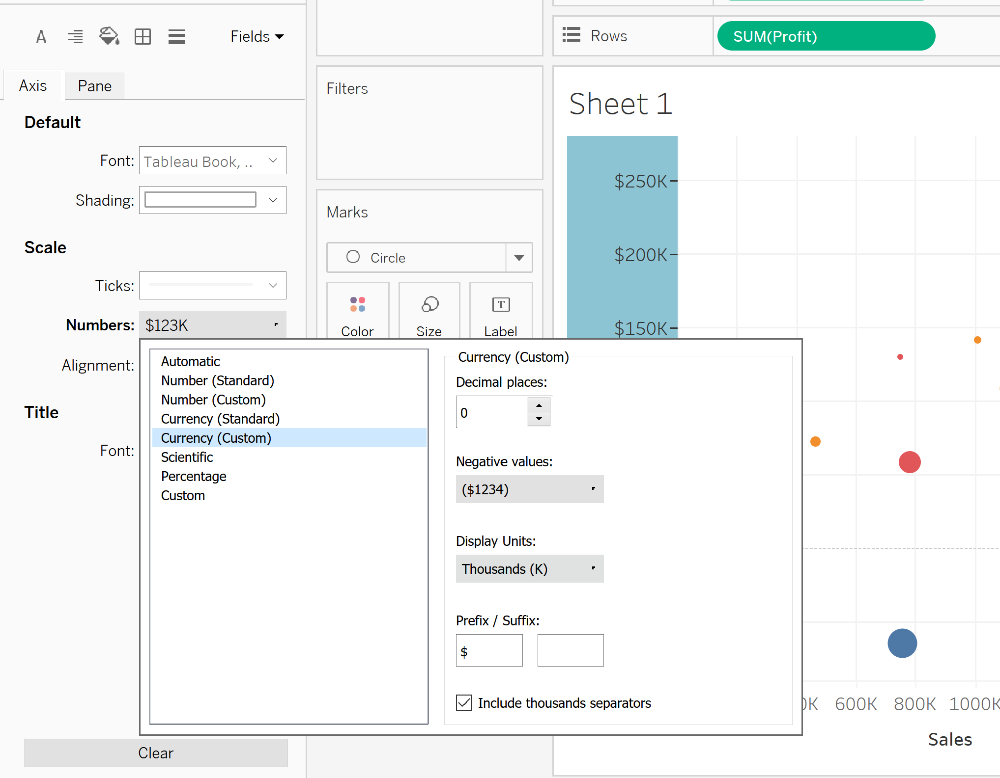 A
Fields
Rows
SUM(Profit)
Axis
Pane
Default
Font:
Tableau Book, ..
Shading:
Scale
Ticks:
Numbers:
$123K
Alignment:
Title
Font:
Clear
Filters
Marks
Circle
Color
Size
T
Label
Sheet 1
$250K
$200K
$150K
Automatic
Number (Standard)
Number (Custom)
Currency (Standard)
Currency (Custom)
Scientific
Percentage
Custom
Currency (Custom)
Decimal places:
0
Negative values:
($1234)
Display Units:
Thousands (K)
Prefix / Suffix:
$
Include thousands separators
600K 800K 1000K
Sales